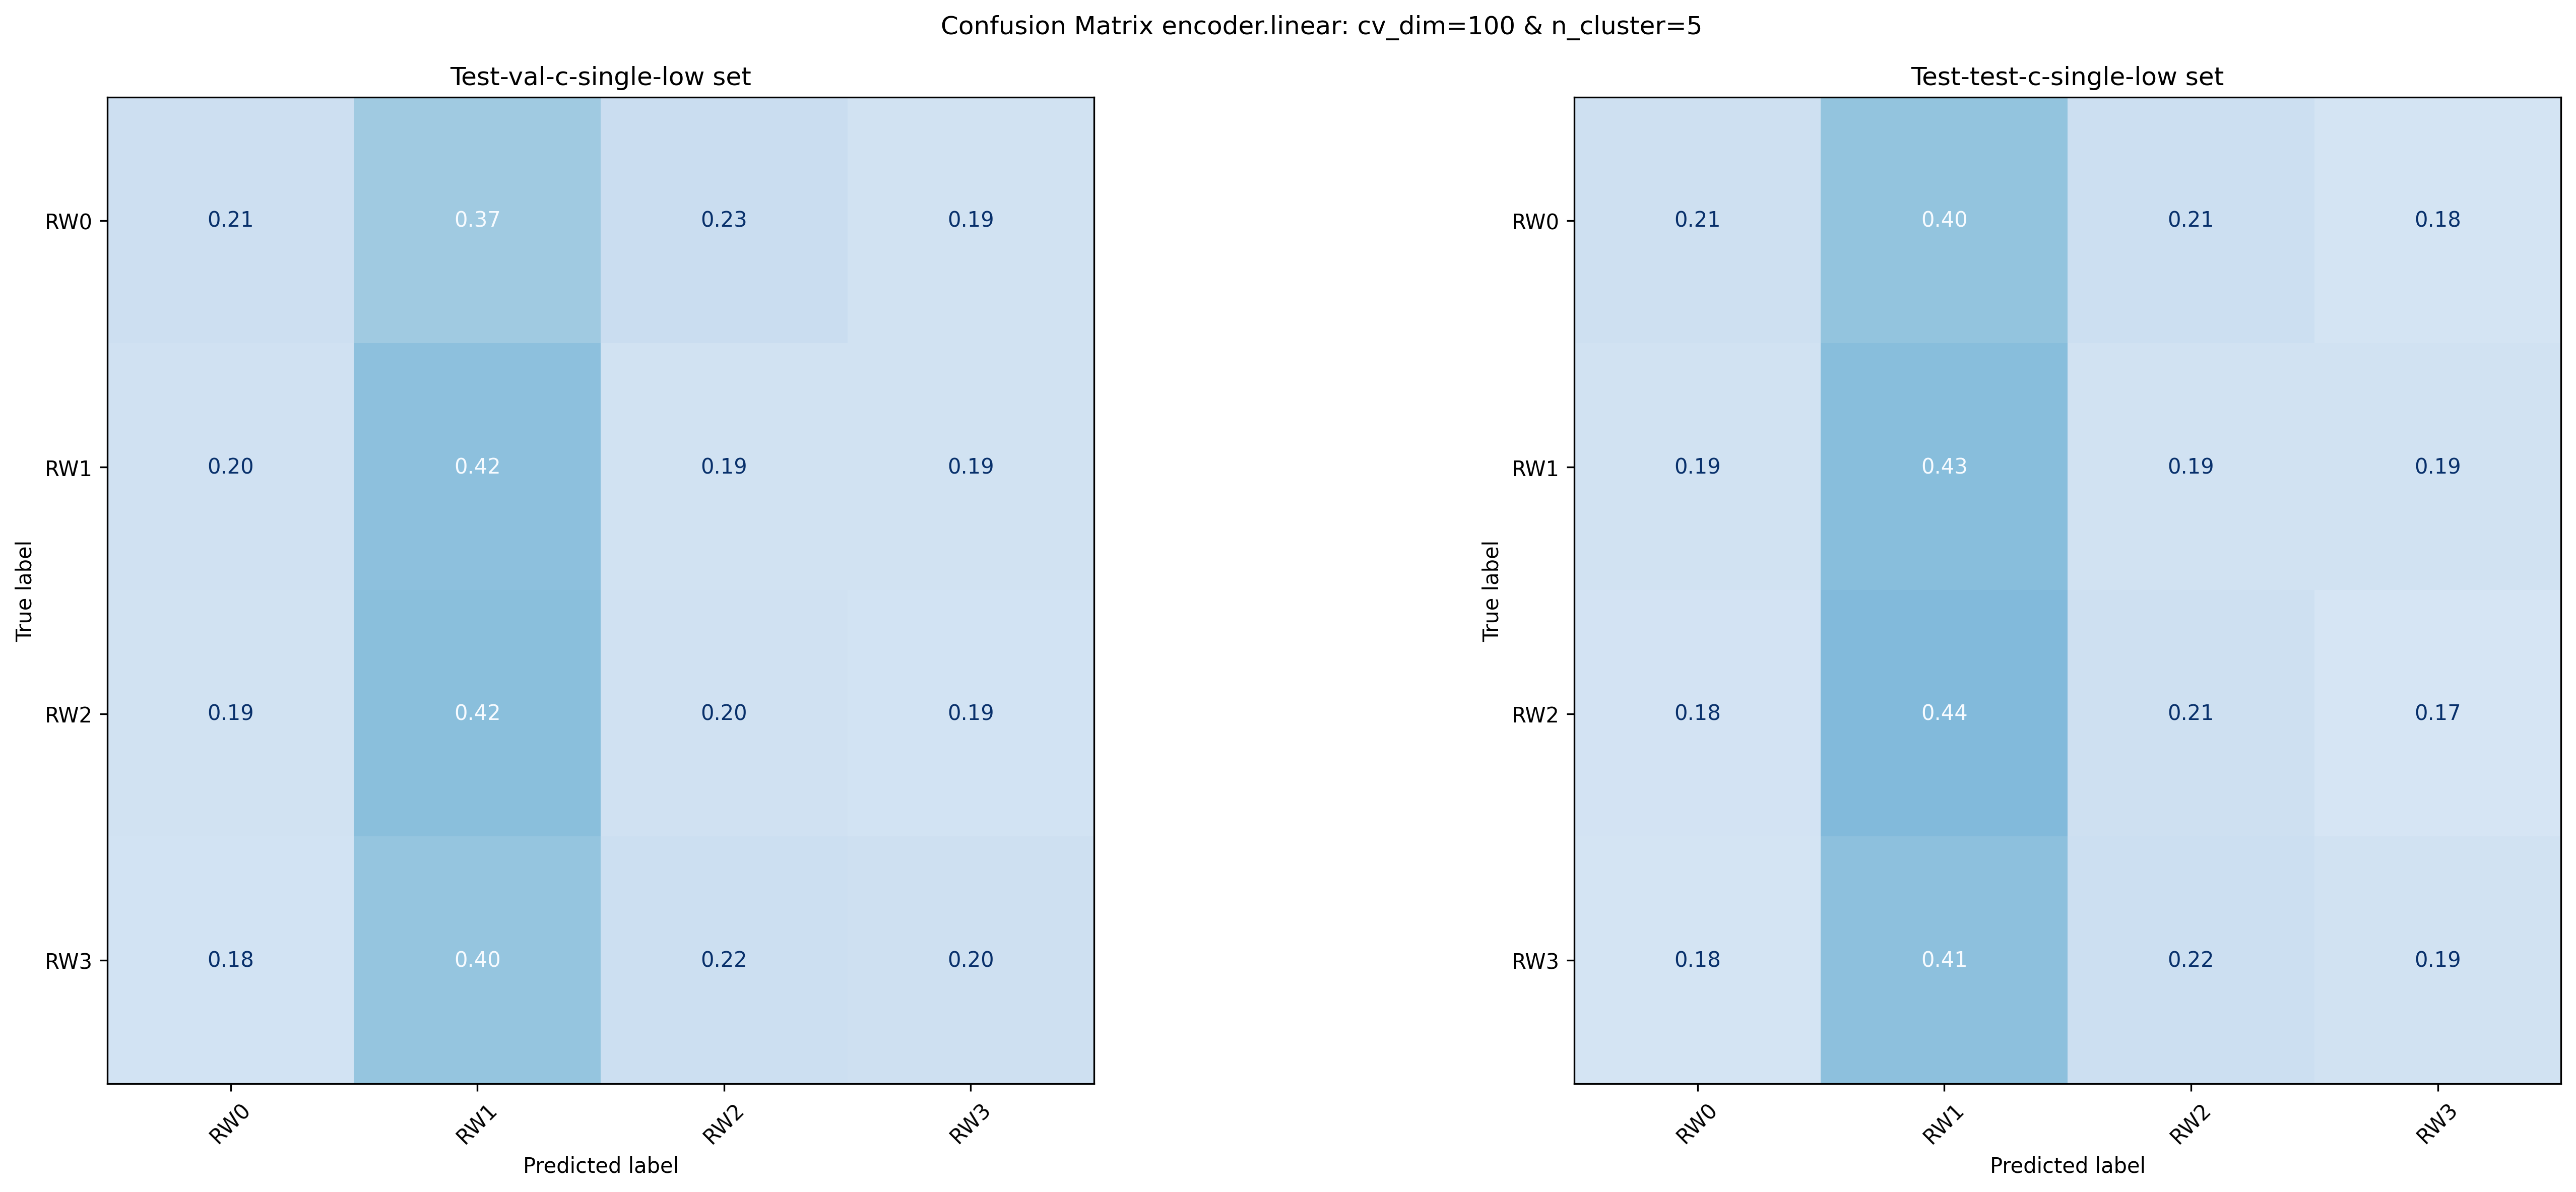 Confusion Matrix encoder.linear: cv_dim=100 & n_cluster=5
Test-val-c-single-low set
True label
RW0 0.21 0.37 0.23 0.19
RW1 0.20 0.42 0.19 0.19
RW2 0.19 0.42 0.20 0.19
RW3 0.18 0.40 0.22 0.20
RW0 RW1 RW2 RW3
Predicted label
Test-test-c-single-low set
True label
RW0 0.21 0.40 0.21 0.18
RW1 0.19 0.43 0.19 0.19
RW2 0.18 0.44 0.21 0.17
RW3 0.18 0.41 0.22 0.19
RW0 RW1 RW2 RW3
Predicted label